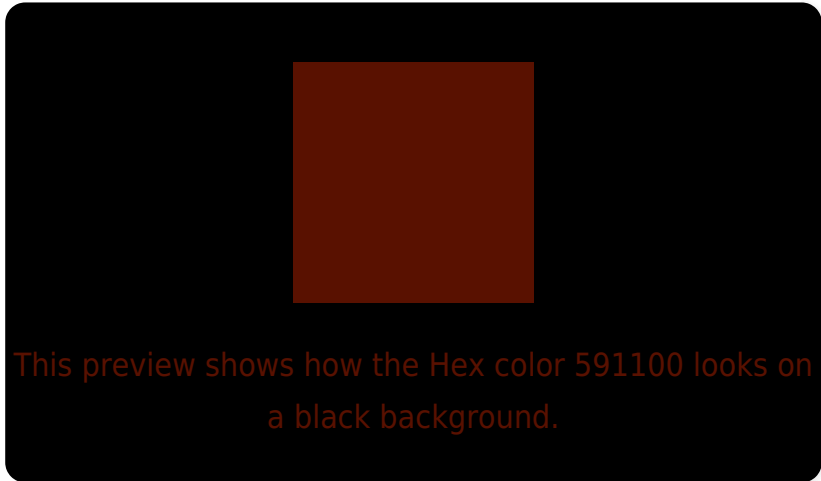 This preview shows how the Hex color 591100 looks on
a black background.